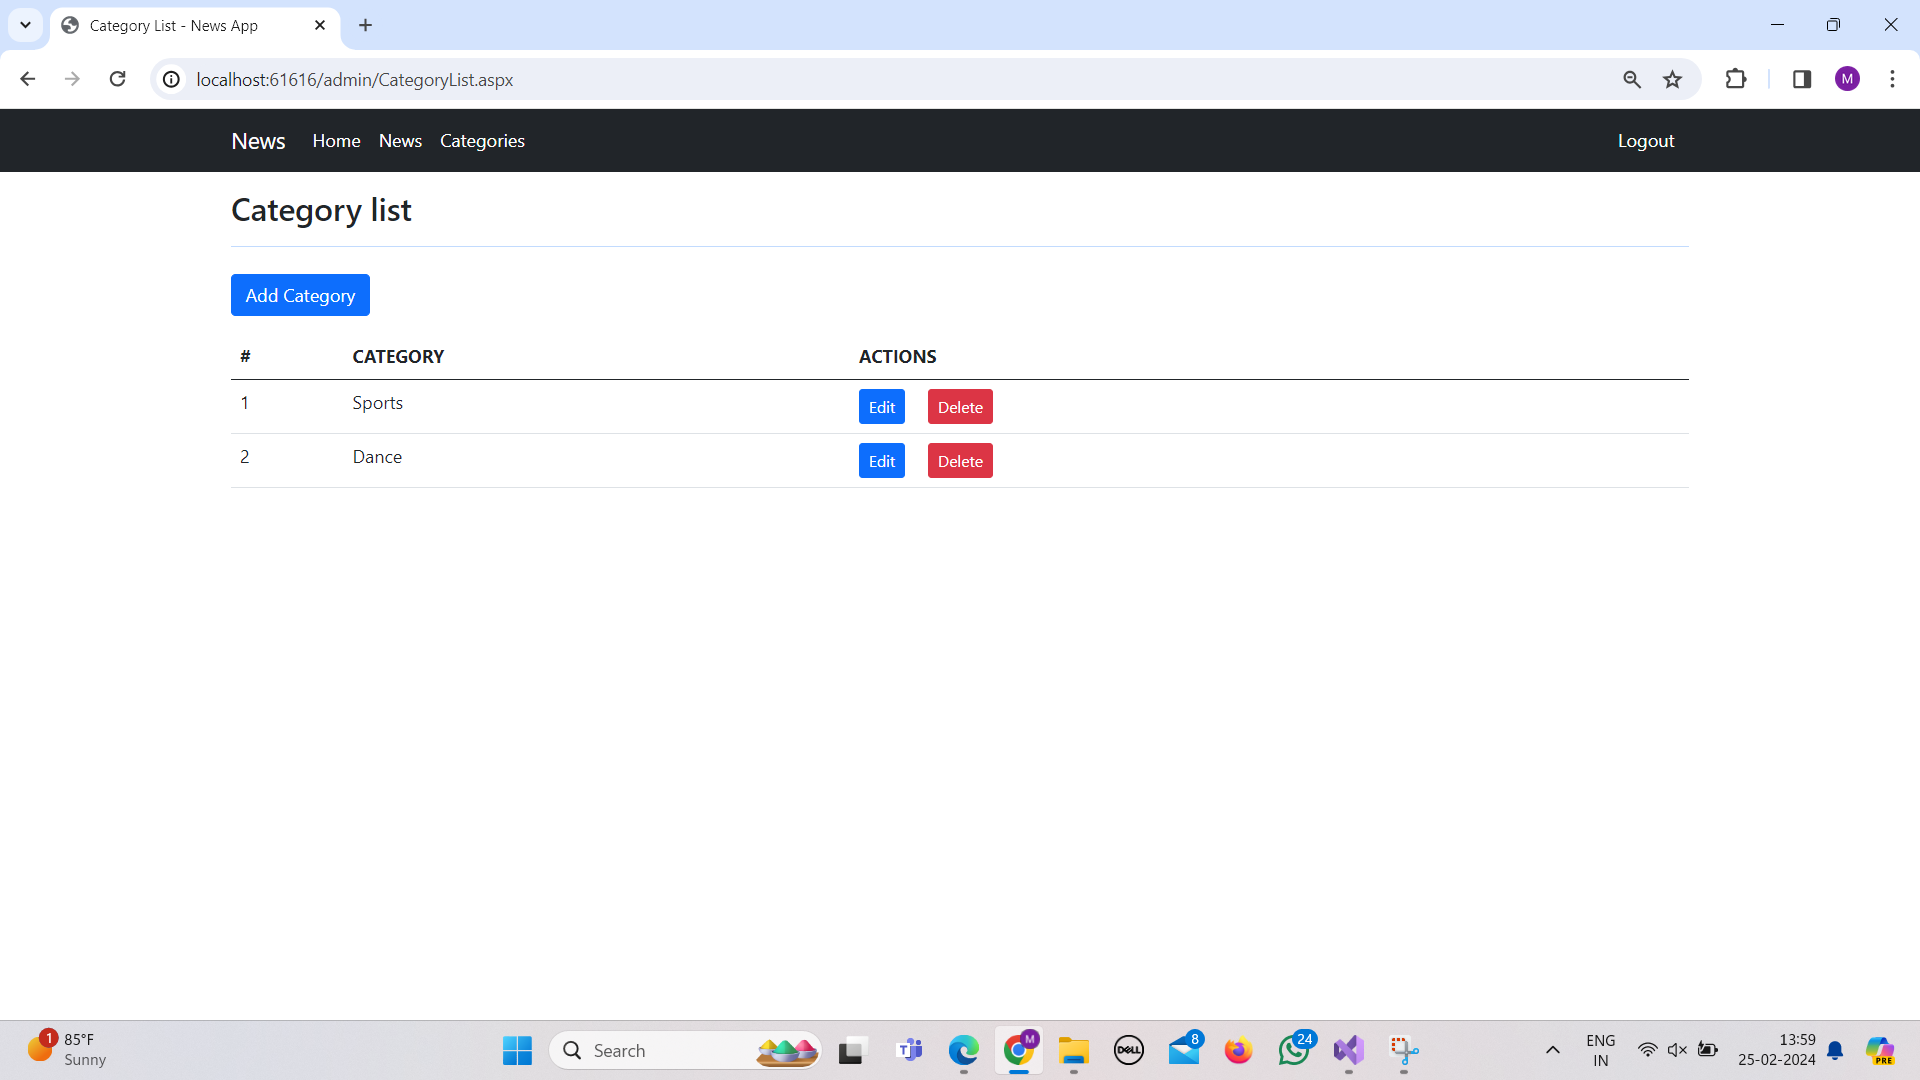 Category List - News App
localhost:61616/admin/CategoryList.aspx
M
News Home News Categories Logout
Category list
Add Category
# CATEGORY ACTIONS
1 Sports Edit Delete
2 Dance Edit Delete
1
85°F
Sunny
Search
T
M
DELL
8
24
ENG
IN
13:59
25-02-2024
PRE